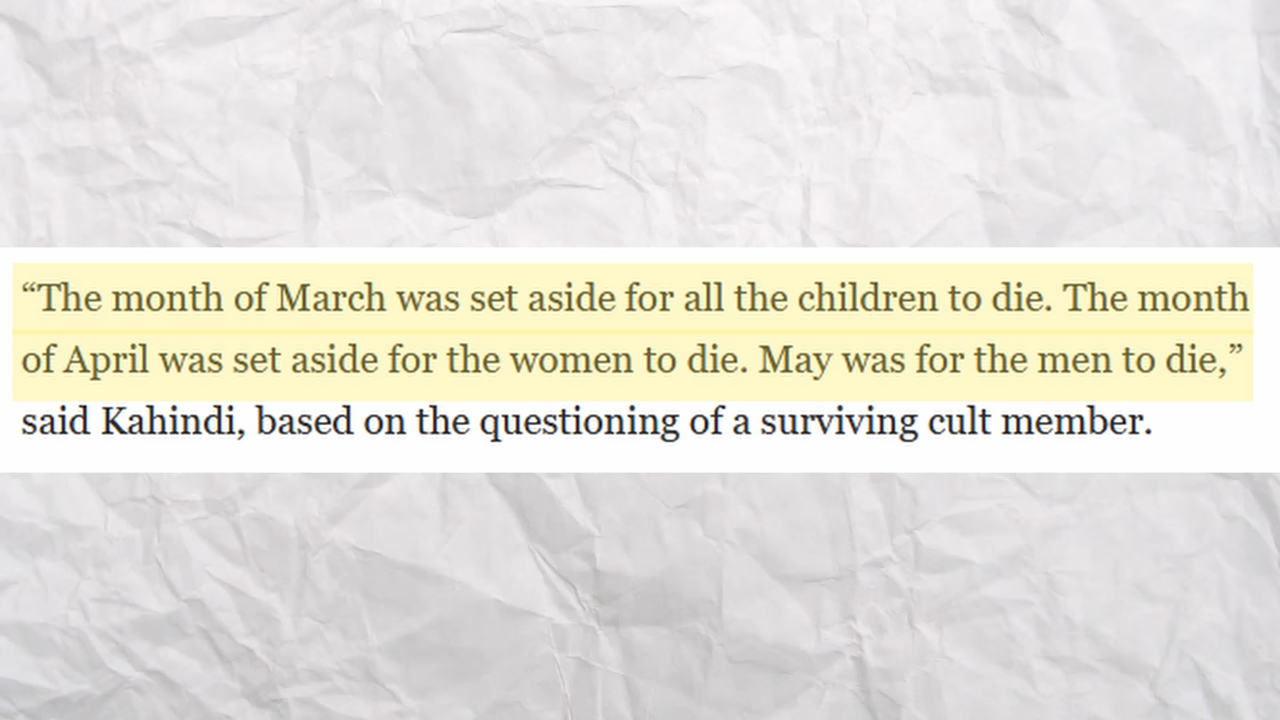 “The month of March was set aside for all the children to die. The month
of April was set aside for the women to die. May was for the men to die,”
said Kahindi, based on the questioning of a surviving cult member.